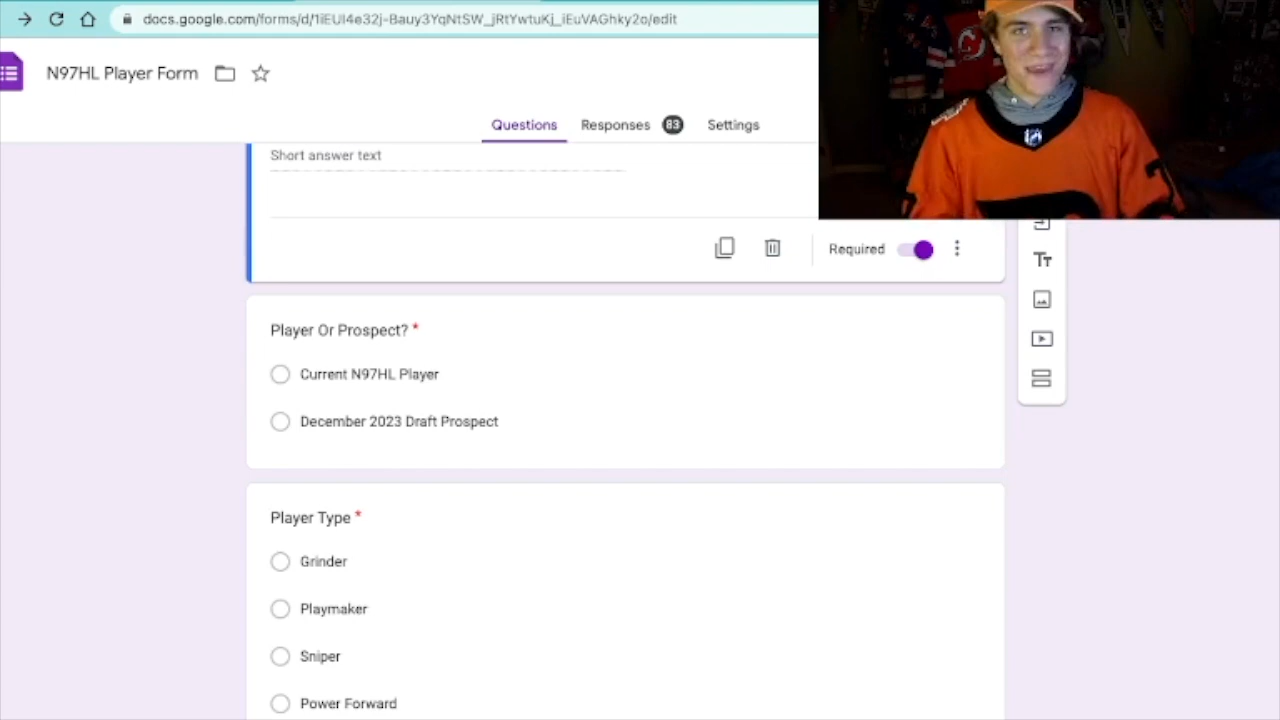 docs.google.com/forms/d/1iEUI4e32j-Bauy3YqNtSW_jRtYwtuKj_iEuVAGhky2o/edit
N97HL Player Form
Questions
Responses 83
Settings
Short answer text
Required
Player Or Prospect? *
Current N97HL Player
December 2023 Draft Prospect
Player Type *
Grinder
Playmaker
Sniper
Power Forward